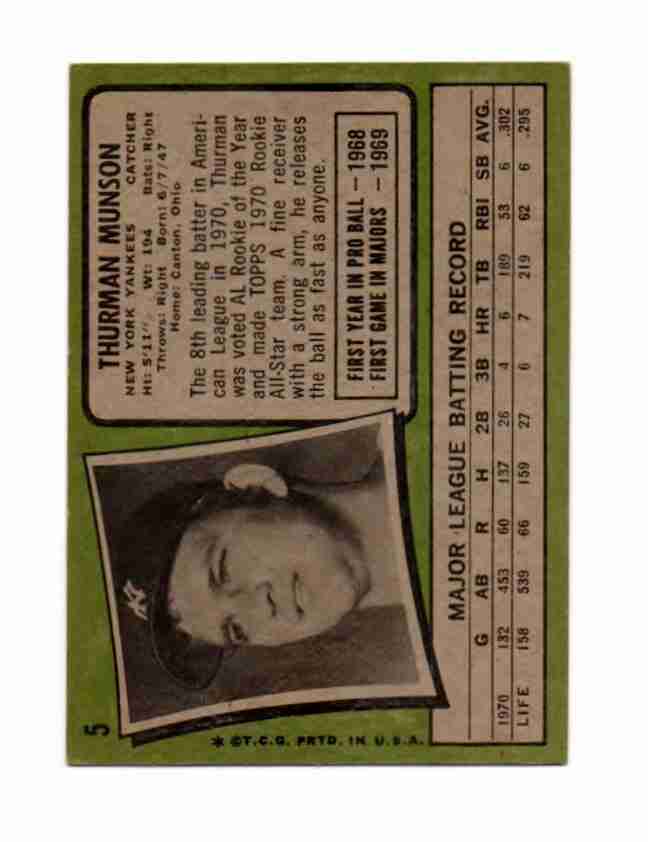 5
THURMAN MUNSON
NEW YORK YANKEES CATCHER
Ht: 5'11" Wt: 194 Bats: Right
Throws: Right Born: 6/7/47
Home: Canton, Ohio
The 8th leading batter in Ameri-
can League in 1970, Thurman
was voted AL Rookie of the Year
and made TOPPS 1970 Rookie
All-Star team. A fine receiver
with a strong arm, he releases
the ball as fast as anyone.
FIRST YEAR IN PRO BALL — 1968
FIRST GAME IN MAJORS — 1969
NY
* ©T.C.G. PRTD. IN U.S.A.
MAJOR LEAGUE BATTING RECORD
G AB R H 2B 3B HR TB RBI SB AVG.
1970 132 453 60 137 26 4 6 189 53 6 .302
LIFE 158 539 66 159 27 6 7 219 62 6 .295